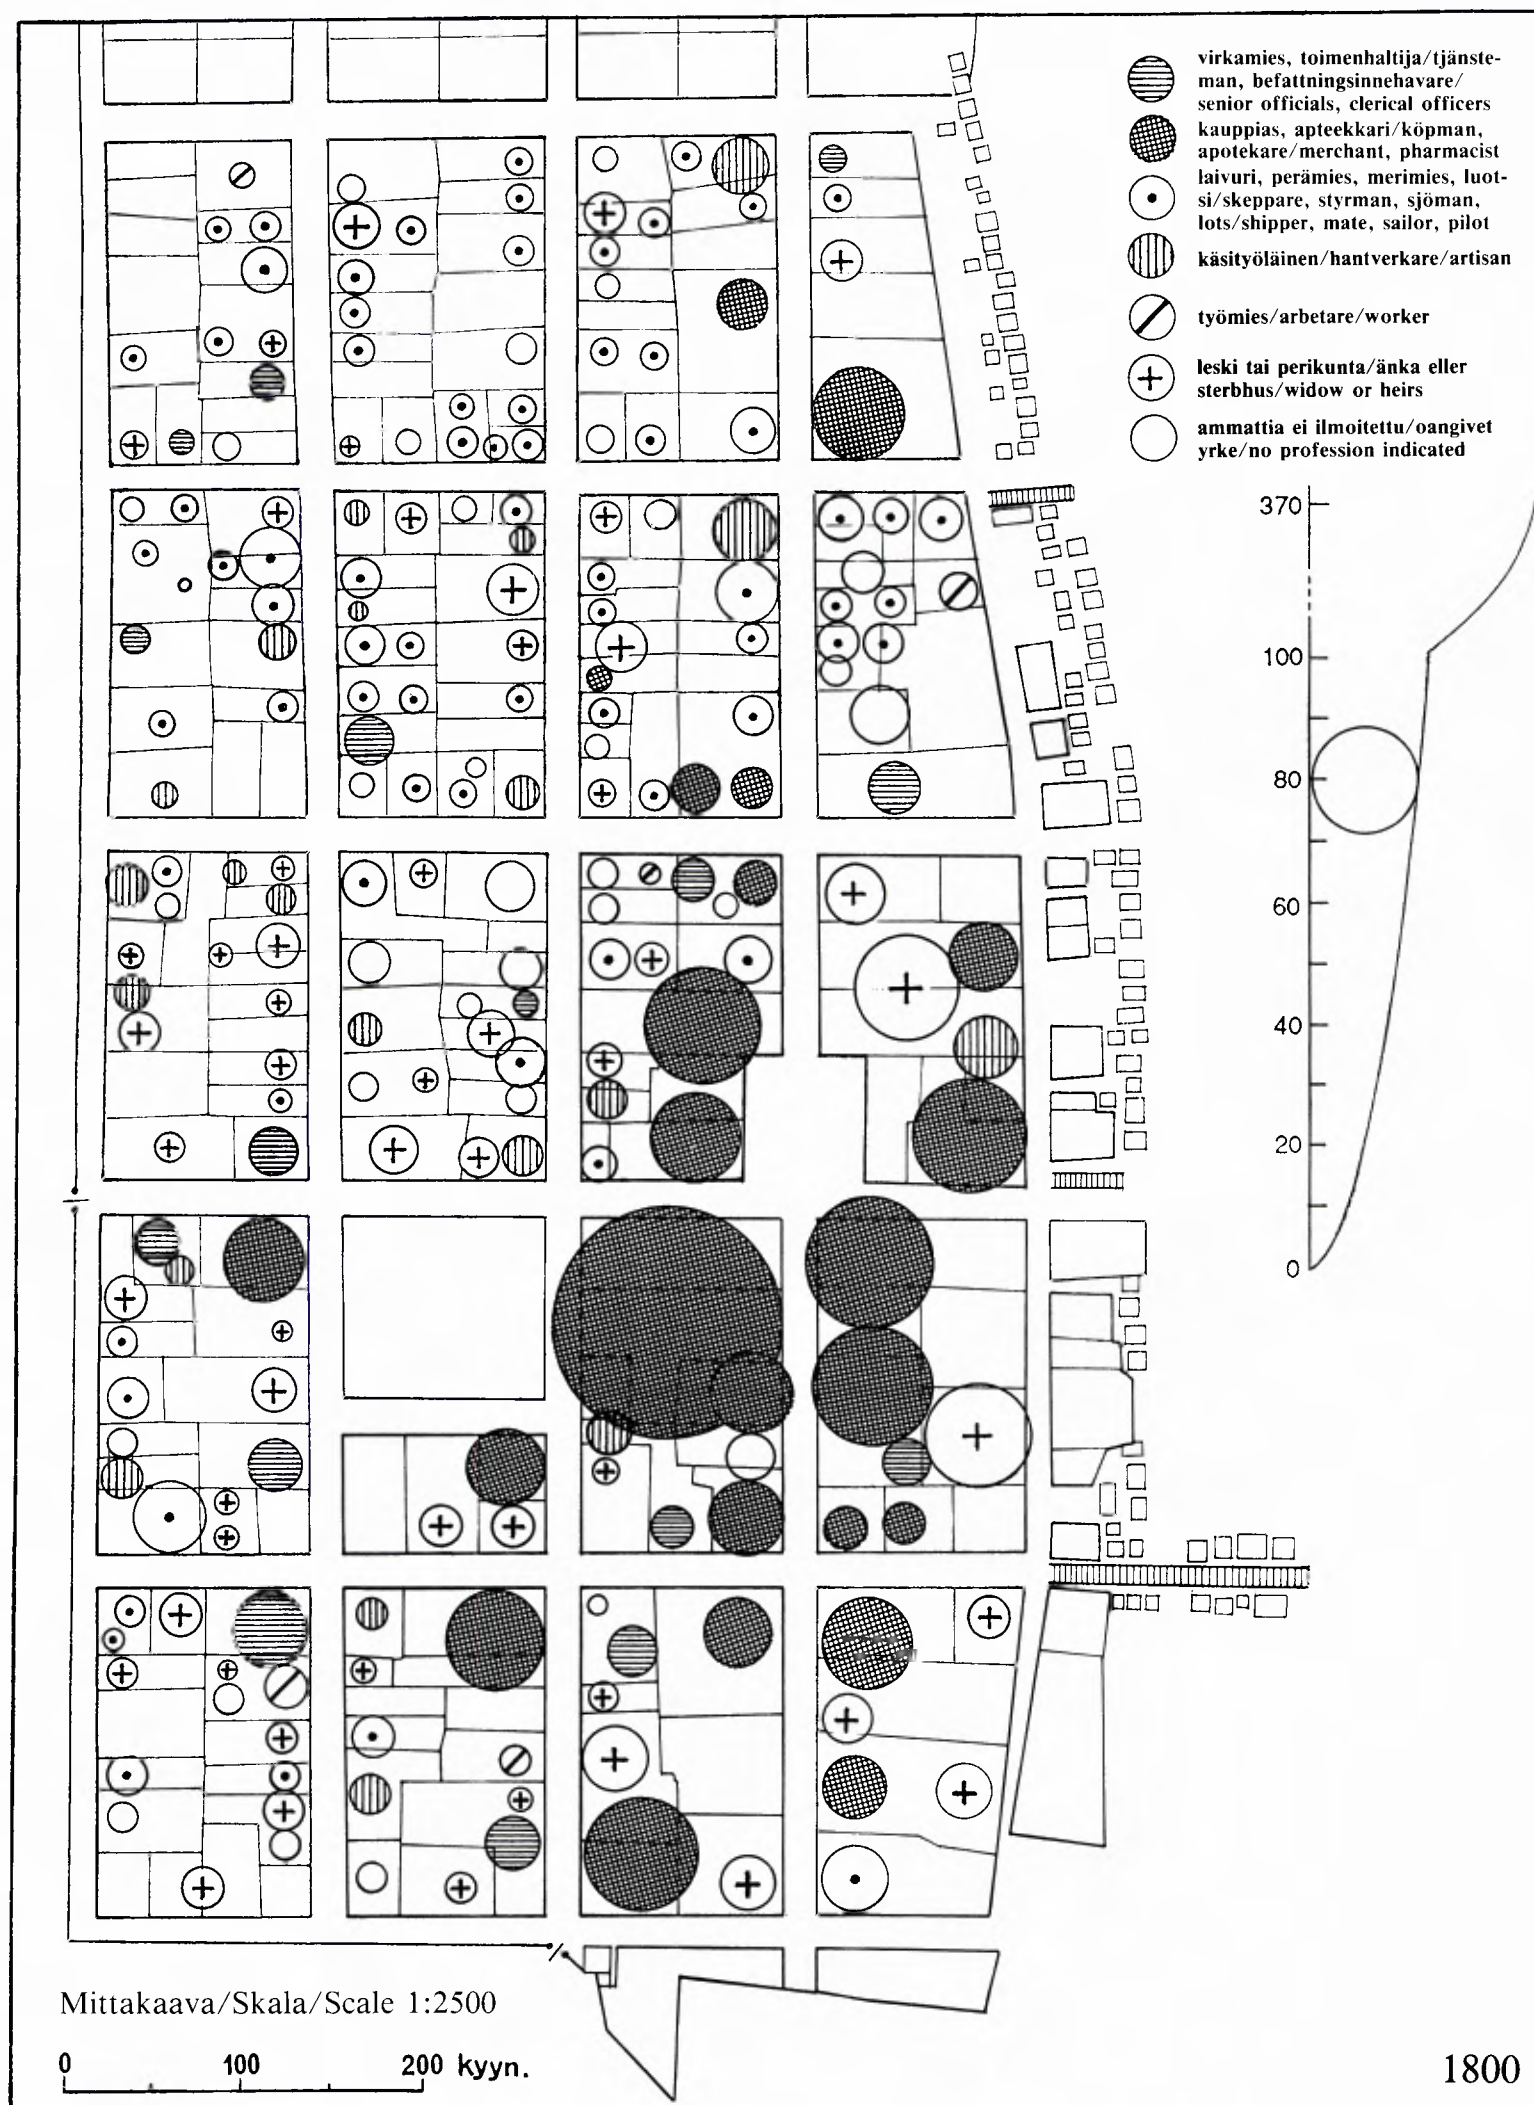 virkamies, toimenhaltija/tjänste-
man, befattningsinnehavare/
senior officials, clerical officers
kauppias, apteekkari/köpman,
apotekare/merchant, pharmacist
laivuri, perämies, merimies, luot-
si/skeppare, styrman, sjöman,
lots/shipper, mate, sailor, pilot
käsityöläinen/hantverkare/artisan
työmies/arbetare/worker
leski tai perikunta/änka eller
sterbhus/widow or heirs
ammattia ei ilmoitettu/oangivet
yrke/no profession indicated
370
100
80
60
40
20
0
Mittakaava/Skala/Scale 1:2500
0 100 200 kyyn.
1800